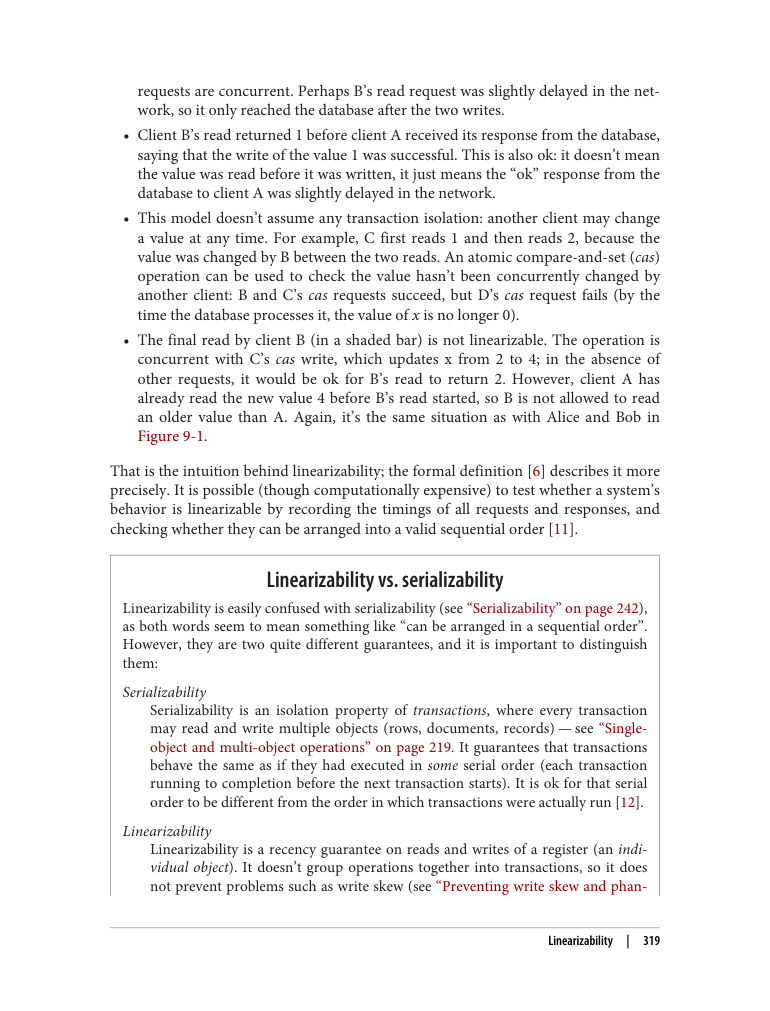 requests are concurrent. Perhaps B’s read request was slightly delayed in the net-
work, so it only reached the database after the two writes.
• Client B’s read returned 1 before client A received its response from the database,
saying that the write of the value 1 was successful. This is also ok: it doesn’t mean
the value was read before it was written, it just means the “ok” response from the
database to client A was slightly delayed in the network.
• This model doesn’t assume any transaction isolation: another client may change
a value at any time. For example, C first reads 1 and then reads 2, because the
value was changed by B between the two reads. An atomic compare-and-set (cas)
operation can be used to check the value hasn’t been concurrently changed by
another client: B and C’s cas requests succeed, but D’s cas request fails (by the
time the database processes it, the value of x is no longer 0).
• The final read by client B (in a shaded bar) is not linearizable. The operation is
concurrent with C’s cas write, which updates x from 2 to 4; in the absence of
other requests, it would be ok for B’s read to return 2. However, client A has
already read the new value 4 before B’s read started, so B is not allowed to read
an older value than A. Again, it’s the same situation as with Alice and Bob in
Figure 9-1.
That is the intuition behind linearizability; the formal definition [6] describes it more
precisely. It is possible (though computationally expensive) to test whether a system’s
behavior is linearizable by recording the timings of all requests and responses, and
checking whether they can be arranged into a valid sequential order [11].
Linearizability vs. serializability
Linearizability is easily confused with serializability (see “Serializability” on page 242),
as both words seem to mean something like “can be arranged in a sequential order”.
However, they are two quite different guarantees, and it is important to distinguish
them:
Serializability
Serializability is an isolation property of transactions, where every transaction
may read and write multiple objects (rows, documents, records) — see “Single-
object and multi-object operations” on page 219. It guarantees that transactions
behave the same as if they had executed in some serial order (each transaction
running to completion before the next transaction starts). It is ok for that serial
order to be different from the order in which transactions were actually run [12].
Linearizability
Linearizability is a recency guarantee on reads and writes of a register (an indi-
vidual object). It doesn’t group operations together into transactions, so it does
not prevent problems such as write skew (see “Preventing write skew and phan-
Linearizability | 319